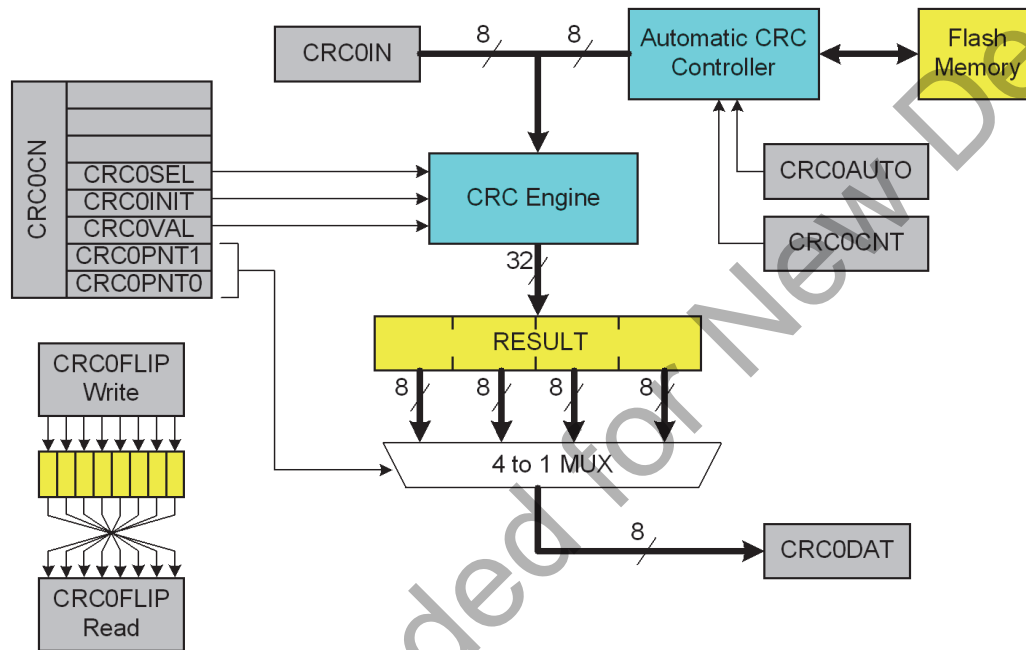 CRC0IN
8
8
Automatic CRC
Controller
Flash
Memory
CRC0CN
CRC0SEL
CRC0INIT
CRC0VAL
CRC0PNT1
CRC0PNT0
CRC Engine
CRC0AUTO
CRC0CNT
32
RESULT
8
8
8
8
4 to 1 MUX
8
CRC0DAT
CRC0FLIP
Write
CRC0FLIP
Read
ded for New De